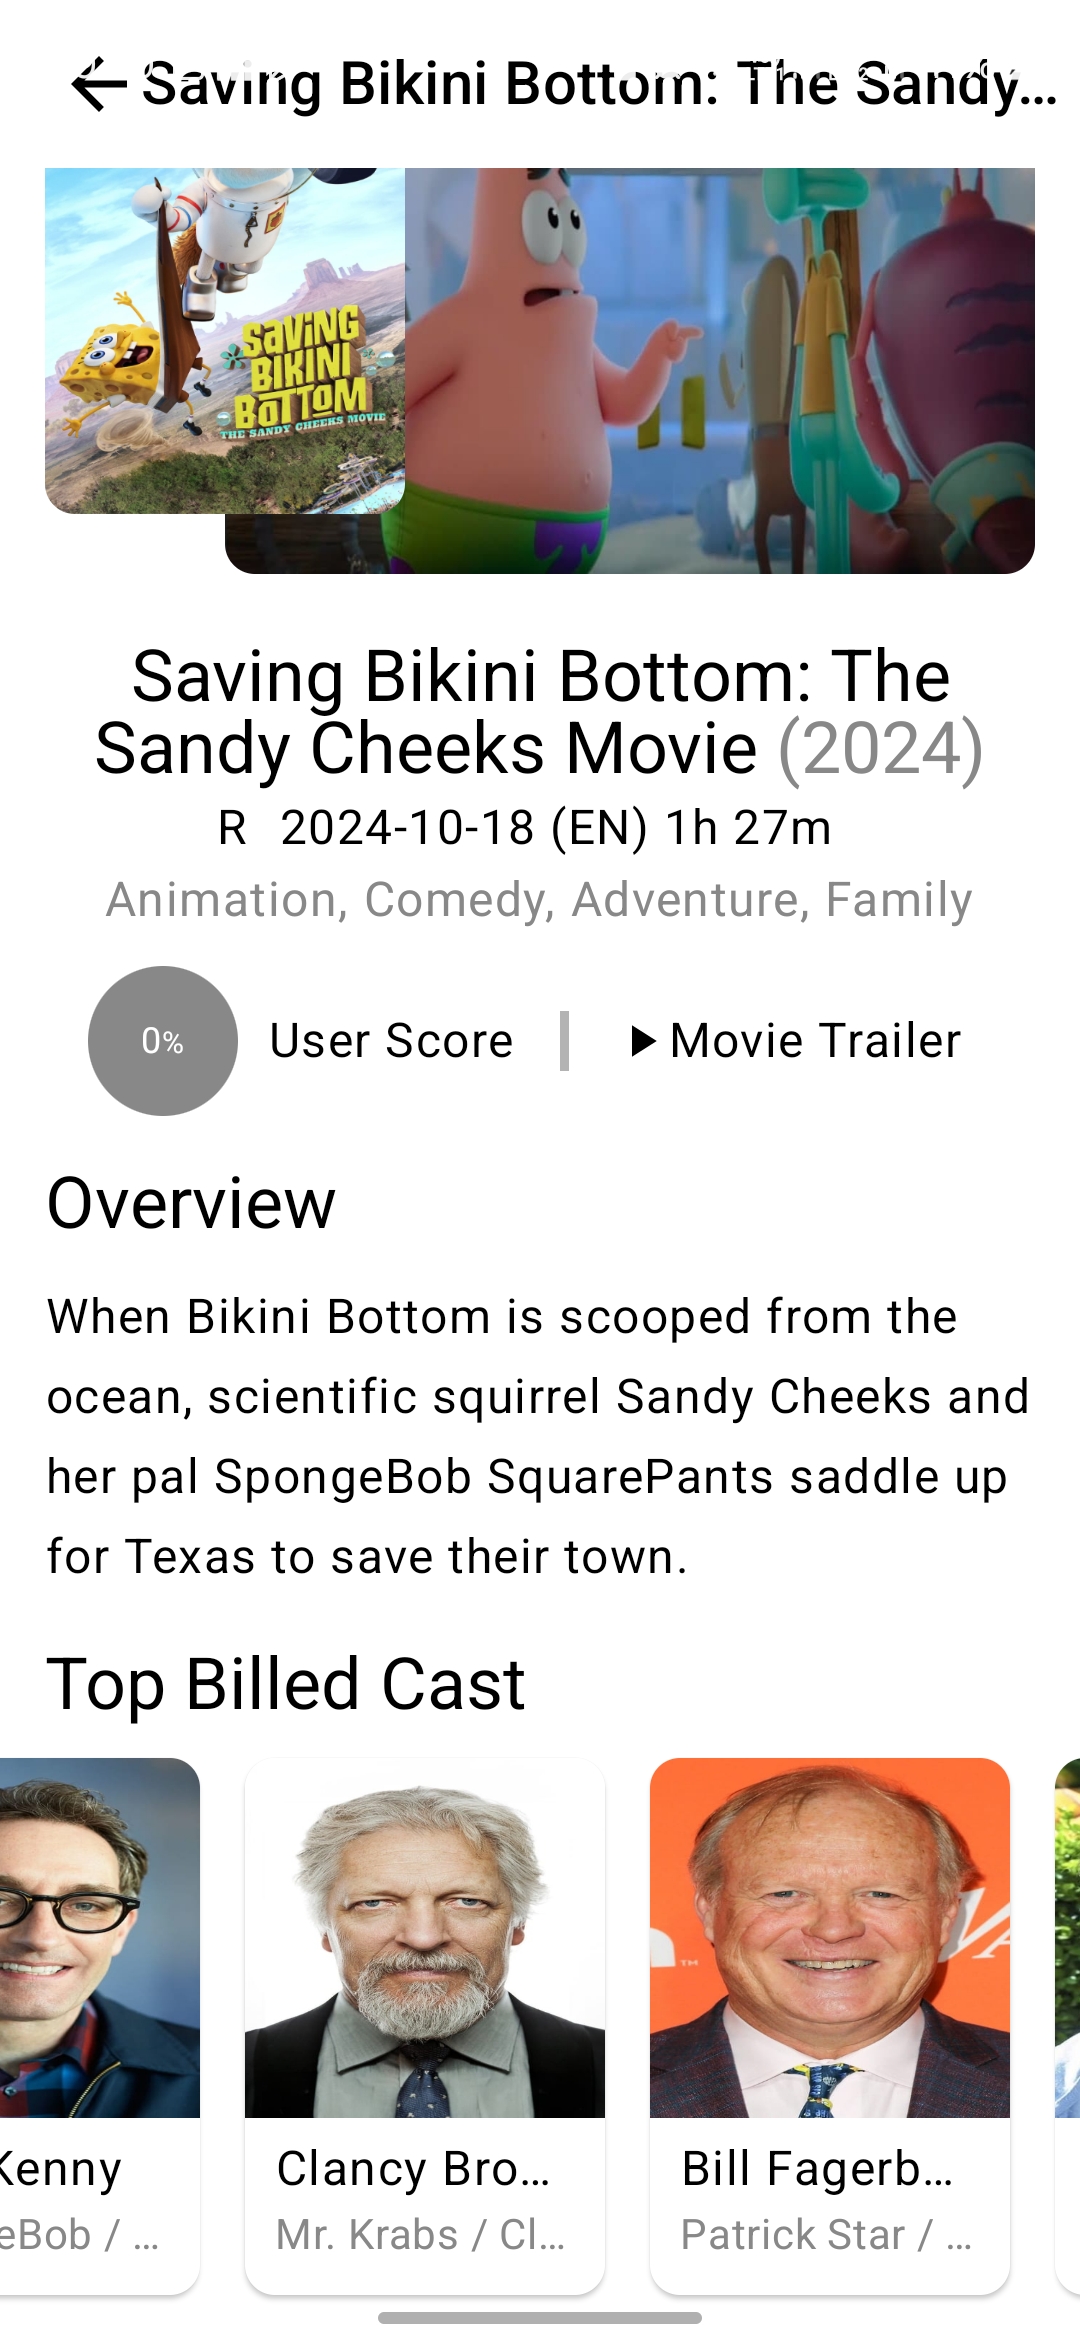 Saving Bikini Bottom: The Sandy...
SAVING
BIKINI
BOTTOM
THE SANDY CHEEKS MOVIE
Saving Bikini Bottom: The
Sandy Cheeks Movie (2024)
R 2024-10-18 (EN) 1h 27m
Animation, Comedy, Adventure, Family
0% User Score Movie Trailer
Overview
When Bikini Bottom is scooped from the
ocean, scientific squirrel Sandy Cheeks and
her pal SpongeBob SquarePants saddle up
for Texas to save their town.
Top Billed Cast
TM
Kenny
eBob / ...
Clancy Bro...
Mr. Krabs / Cl...
Bill Fagerb...
Patrick Star / ...